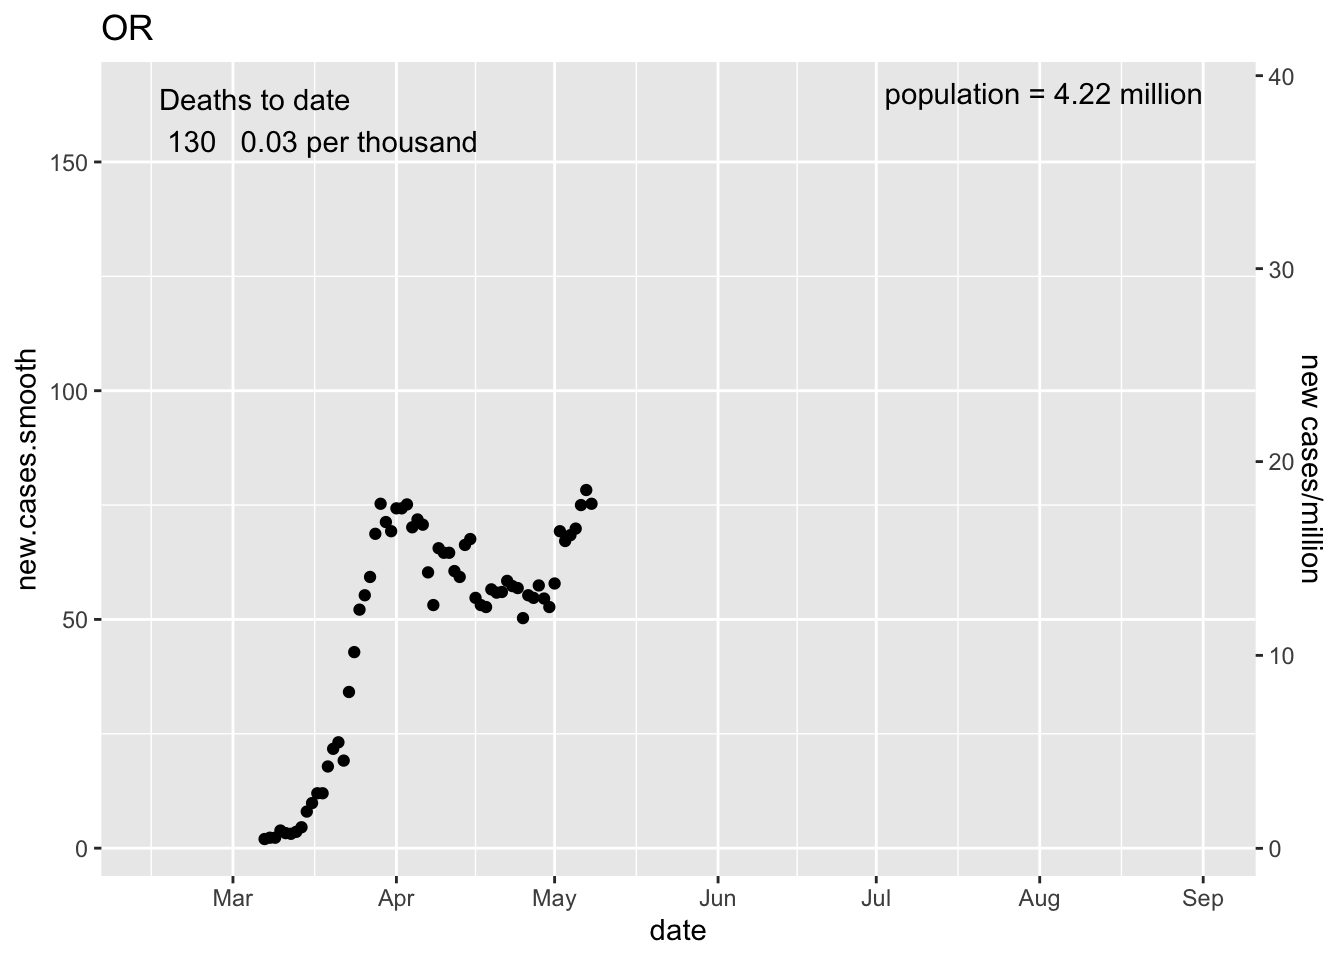 OR
Deaths to date
130 0.03 per thousand
population = 4.22 million
new.cases.smooth
150
100
50
0
40
30
20
10
0
new cases/million
Mar Apr May Jun Jul Aug Sep
date